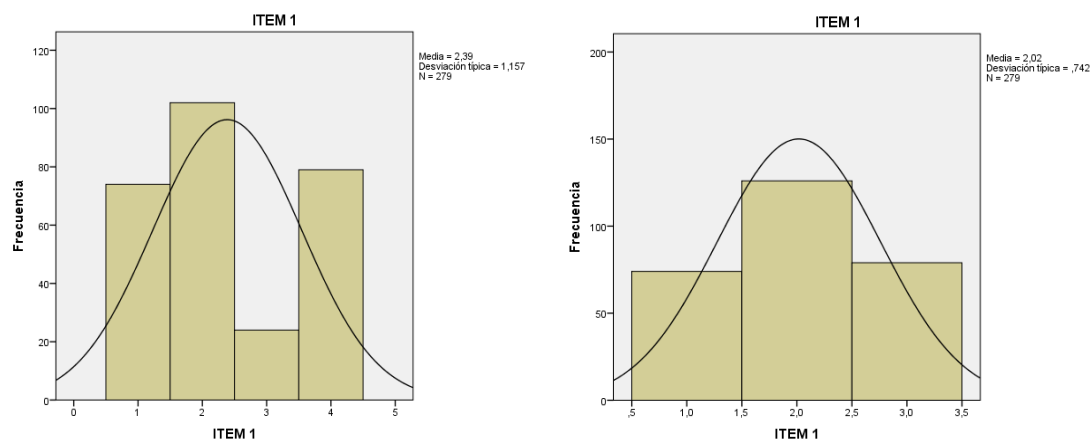 ITEM 1
Media = 2,39
Desviación típica = 1,157
N = 279
120
100
80
60
40
20
0
Frecuencia
0 1 2 3 4 5
ITEM 1
ITEM 1
Media = 2,02
Desviación típica = ,742
N = 279
200
150
100
50
0
Frecuencia
,5 1,0 1,5 2,0 2,5 3,0 3,5
ITEM 1